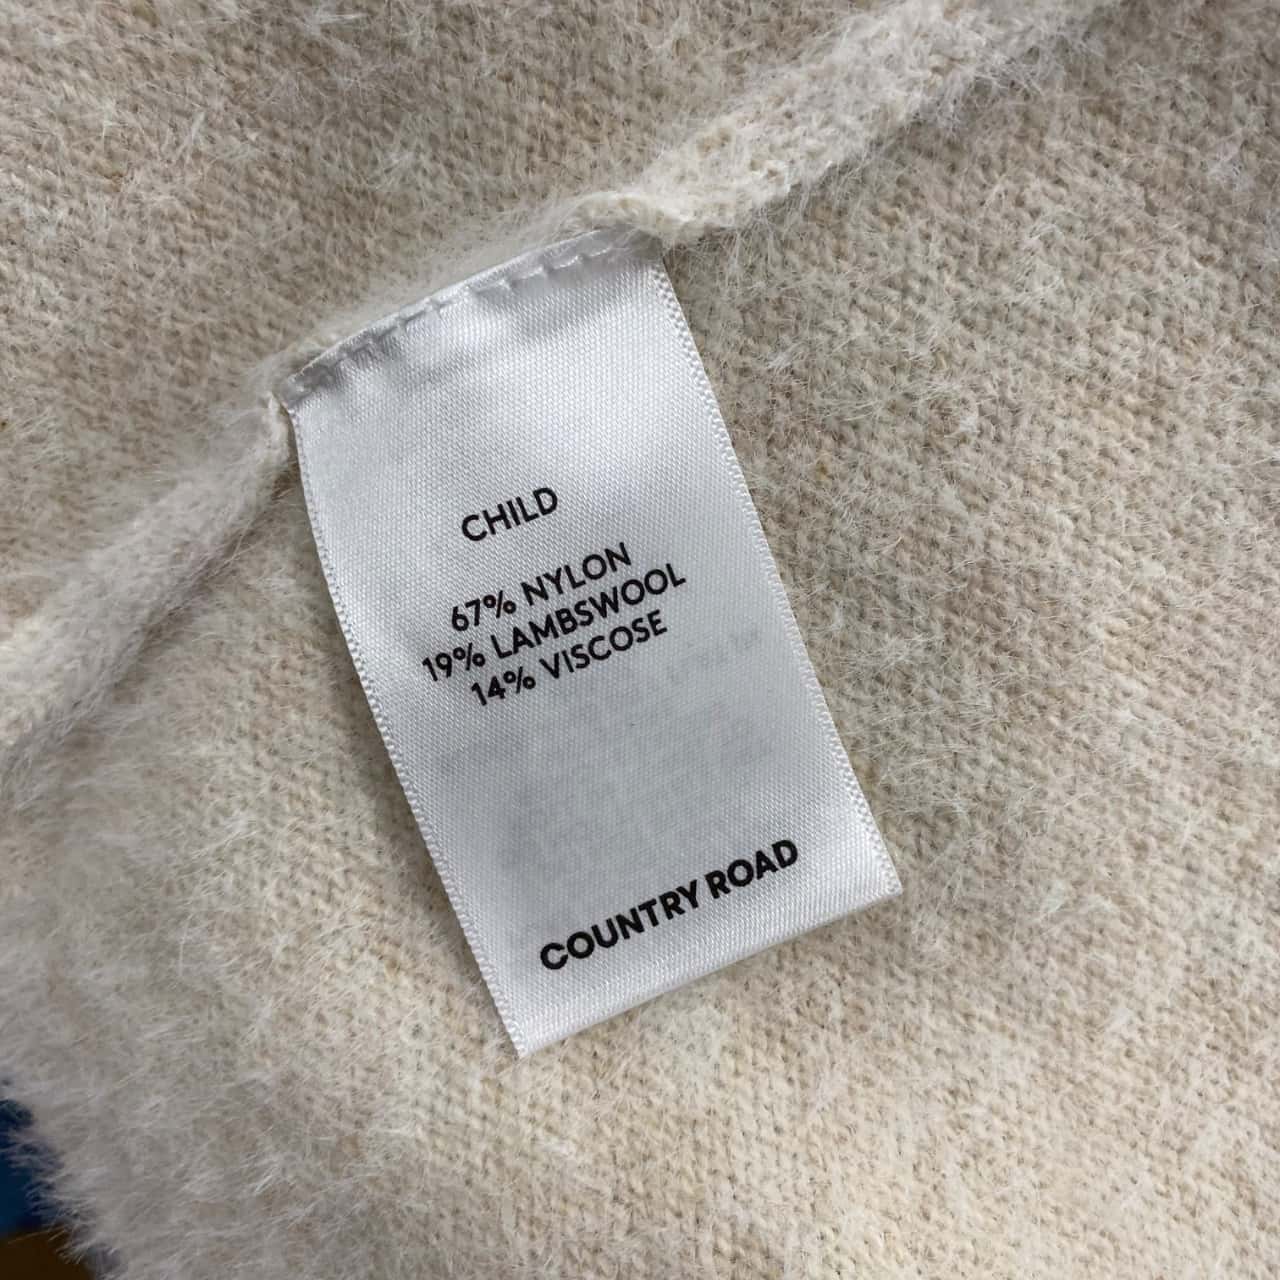 CHILD
67% NYLON
19% LAMBSWOOL
14% VISCOSE
COUNTRY ROAD